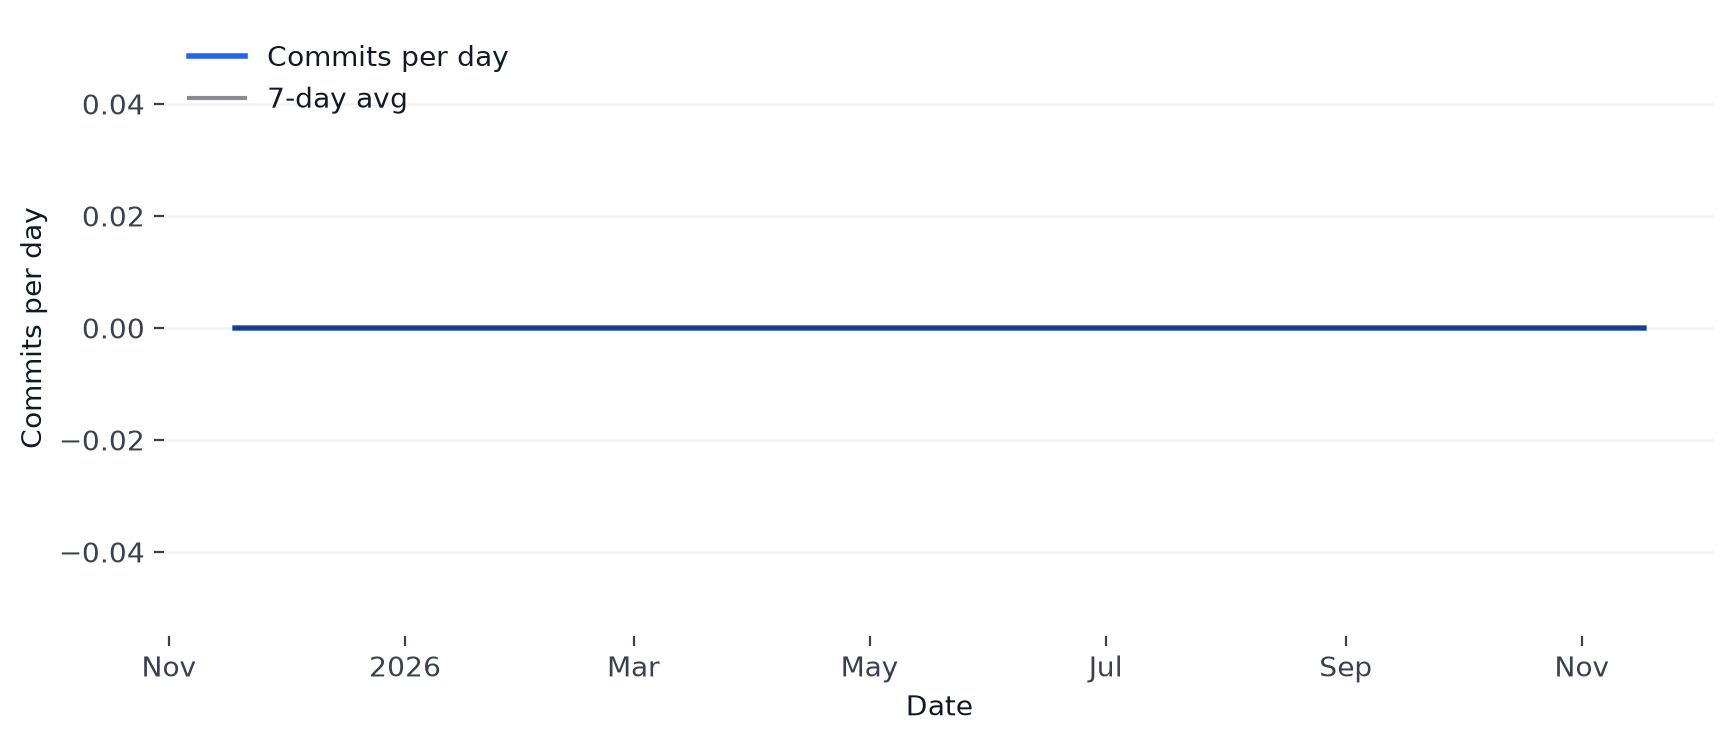 Commits per day
7-day avg
0.04
0.02
0.00
−0.02
−0.04
Commits per day
Nov
2026
Mar
May
Jul
Sep
Nov
Date